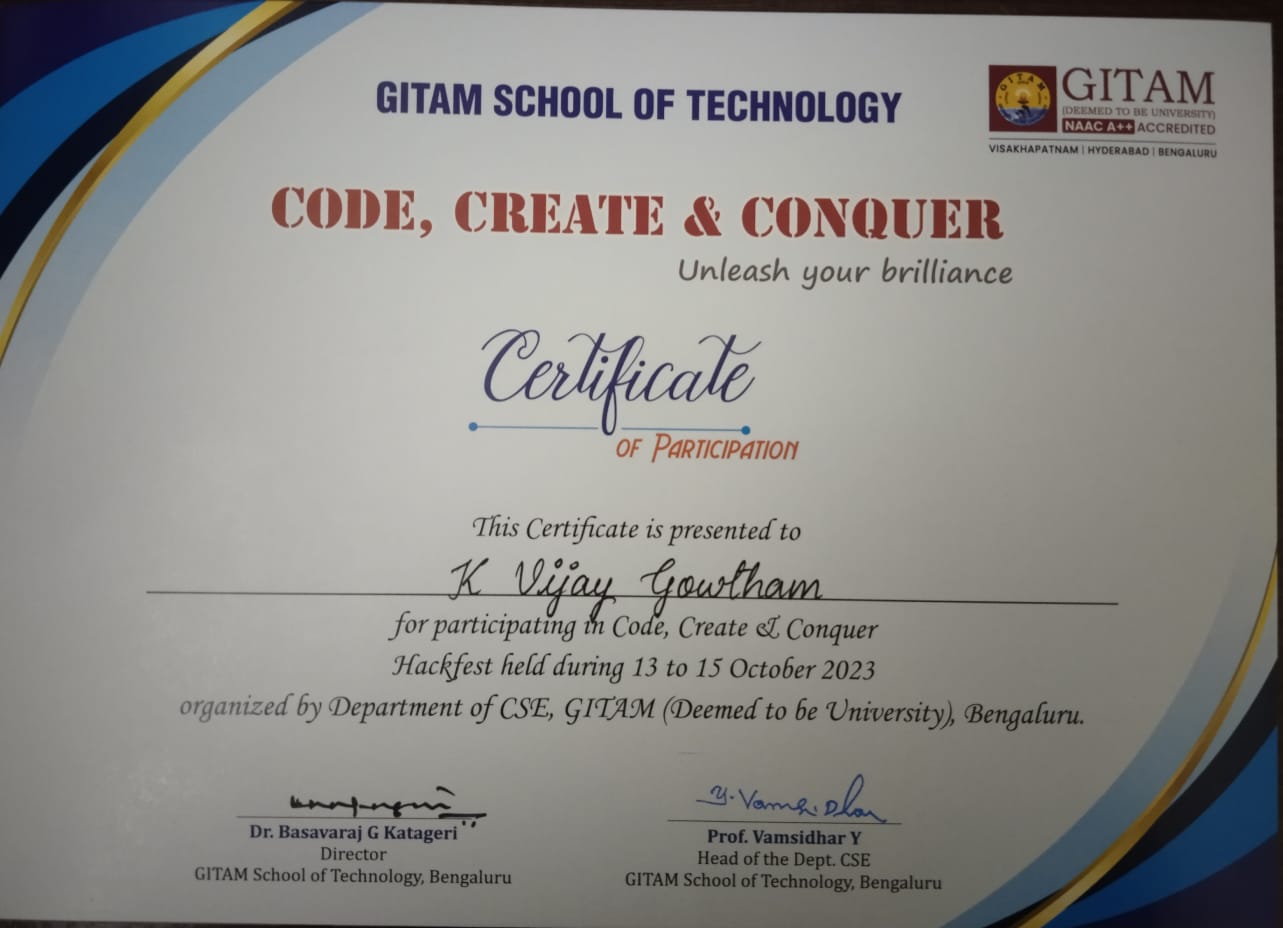 GITAM SCHOOL OF TECHNOLOGY
GITAM
GITAM
(DEEMED TO BE UNIVERSITY)
NAAC A++ ACCREDITED
VISAKHAPATNAM | HYDERABAD | BENGALURU
CODE, CREATE & CONQUER
Unleash your brilliance
Certificate
OF PARTICIPATION
This Certificate is presented to
K Vijay Gowtham
for participating in Code, Create & Conquer
Hackfest held during 13 to 15 October 2023
organized by Department of CSE, GITAM (Deemed to be University), Bengaluru.
Y. Vamsi Dhar
Dr. Basavaraj G Katageri
Director
GITAM School of Technology, Bengaluru
Prof. Vamsidhar Y
Head of the Dept. CSE
GITAM School of Technology, Bengaluru